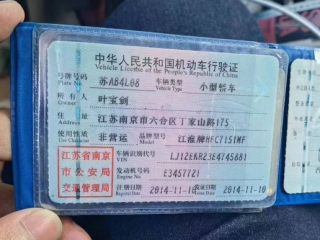 中华人民共和国机动车行驶证
Vehicle License of the People's Republic of China
号牌号码 苏AB4L08 车辆类型 小型轿车
Plate No. Vehicle Type
所有人 叶宝剑
Owner
住址 江苏南京市六合区丁家山路175
Address
使用性质 非营运 品牌型号 江淮牌HFC7151MF
Use Character Model
江苏省南京
市公安局
交通管理局
车辆识别代号 LJ12EKR23E4745881
VIN
发动机号码 E3457721
Engine No.
注册日期 2014-11-10 发证日期 2014-11-10
Register Date Issue Date